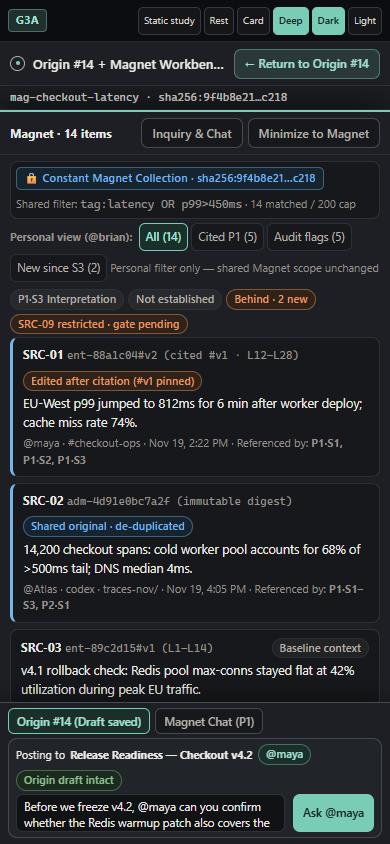 G3A
Static study
Rest
Card
Deep
Dark
Light
Origin #14 + Magnet Workben...
← Return to Origin #14
mag-checkout-latency · sha256:9f4b8e21…c218
Magnet · 14 items
Inquiry & Chat
Minimize to Magnet
🔒 Constant Magnet Collection · sha256:9f4b8e21…c218
Shared filter: tag:latency OR p99>450ms · 14 matched / 200 cap
Personal view (@brian):
All (14)
Cited P1 (5)
Audit flags (5)
New since S3 (2)
Personal filter only — shared Magnet scope unchanged
P1·S3 Interpretation
Not established
Behind · 2 new
SRC-09 restricted · gate pending
SRC-01 ent-88a1c04#v2 (cited #v1 · L12–L28)
Edited after citation (#v1 pinned)
EU-West p99 jumped to 812ms for 6 min after worker deploy;
cache miss rate 74%.
@maya · #checkout-ops · Nov 19, 2:22 PM · Referenced by: P1·S1,
P1·S2, P1·S3
SRC-02 adm-4d91e0bc7a2f (immutable digest)
Shared original · de-duplicated
14,200 checkout spans: cold worker pool accounts for 68% of
>500ms tail; DNS median 4ms.
@Atlas · codex · traces-nov/ · Nov 19, 4:05 PM · Referenced by: P1·S1–
S3, P2·S1
SRC-03 ent-89c2d15#v1 (L1–L14)
Baseline context
v4.1 rollback check: Redis pool max-conns stayed flat at 42%
utilization during peak EU traffic.
Origin #14 (Draft saved)
Magnet Chat (P1)
Posting to Release Readiness — Checkout v4.2
@maya
Origin draft intact
Before we freeze v4.2, @maya can you confirm
whether the Redis warmup patch also covers the
Ask @maya